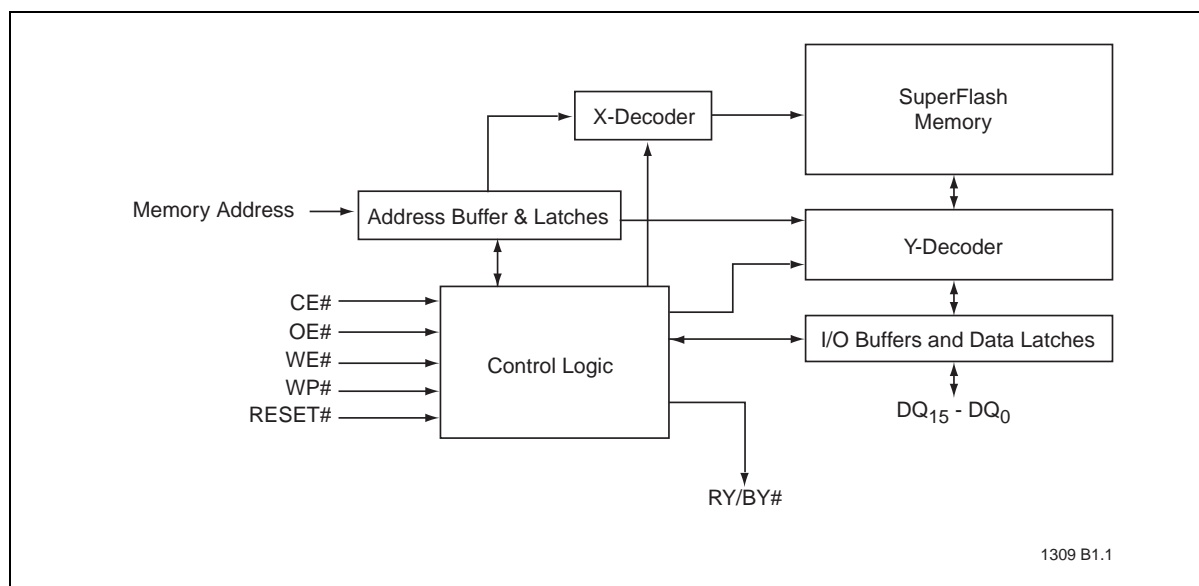 SuperFlash
Memory
X-Decoder
Memory Address
Address Buffer & Latches
Y-Decoder
CE#
OE#
WE#
WP#
RESET#
Control Logic
I/O Buffers and Data Latches
DQ15 - DQ0
RY/BY#
1309 B1.1